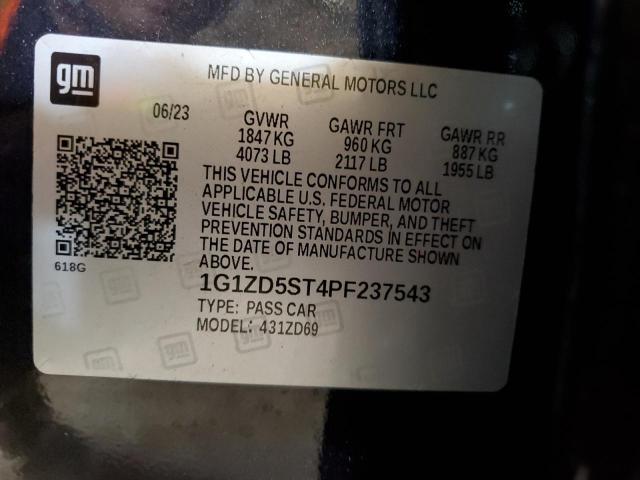 gm
MFD BY GENERAL MOTORS LLC
06/23
GVWR GAWR FRT GAWR RR
1847 KG 960 KG 887 KG
4073 LB 2117 LB 1955 LB
THIS VEHICLE CONFORMS TO ALL
APPLICABLE U.S. FEDERAL MOTOR
VEHICLE SAFETY, BUMPER, AND THEFT
PREVENTION STANDARDS IN EFFECT ON
THE DATE OF MANUFACTURE SHOWN
ABOVE.
618G
1G1ZD5ST4PF237543
TYPE: PASS CAR
MODEL: 431ZD69